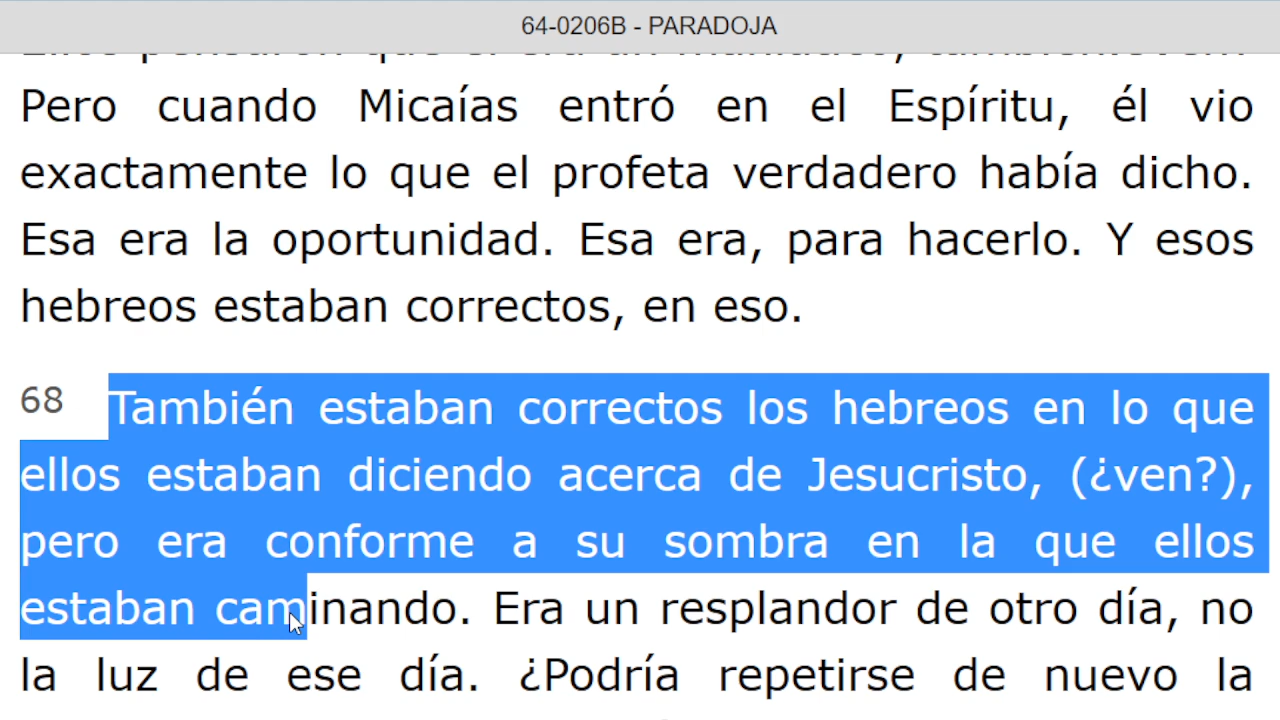 64-0206B - PARADOJA
Pero cuando Micaías entró en el Espíritu, él vio
exactamente lo que el profeta verdadero había dicho.
Esa era la oportunidad. Esa era, para hacerlo. Y esos
hebreos estaban correctos, en eso.
68 También estaban correctos los hebreos en lo que
ellos estaban diciendo acerca de Jesucristo, (¿ven?),
pero era conforme a su sombra en la que ellos
estaban caminando. Era un resplandor de otro día, no
la luz de ese día. ¿Podría repetirse de nuevo la